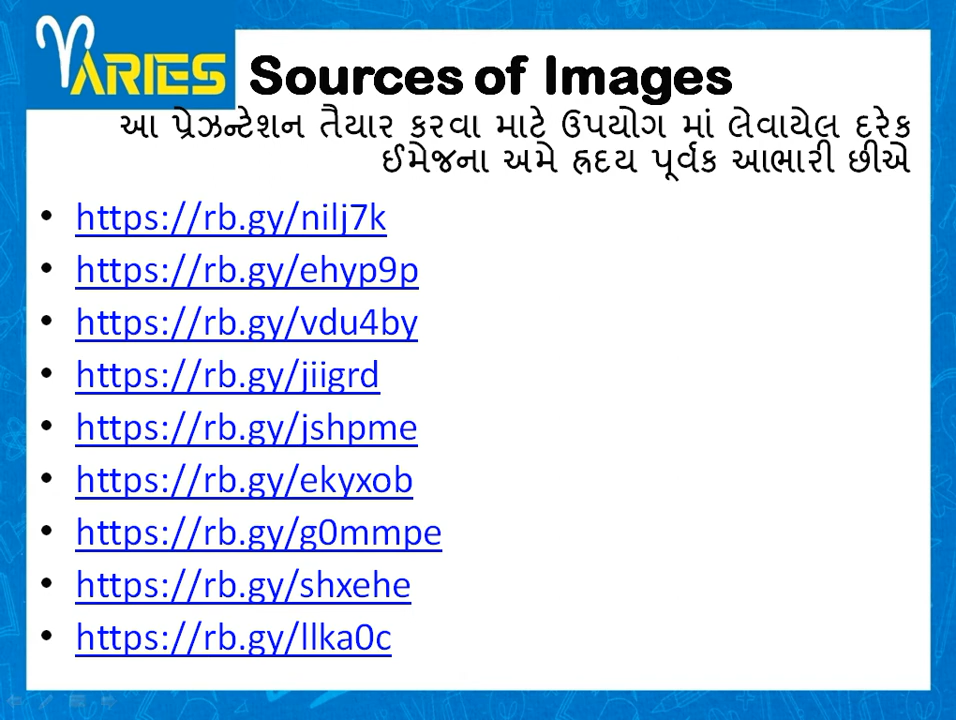 ARIES
Sources of Images
આ પ્રેઝન્ટેશન તૈયાર કરવા માટે ઉપયોગ માં લેવાયેલ દરેક
ઈમેજના અમે હ્રદય પૂર્વક આભારી છીએ
• https://rb.gy/nilj7k
• https://rb.gy/ehyp9p
• https://rb.gy/vdu4by
• https://rb.gy/jiigrd
• https://rb.gy/jshpme
• https://rb.gy/ekyxob
• https://rb.gy/g0mmpe
• https://rb.gy/shxehe
• https://rb.gy/llka0c